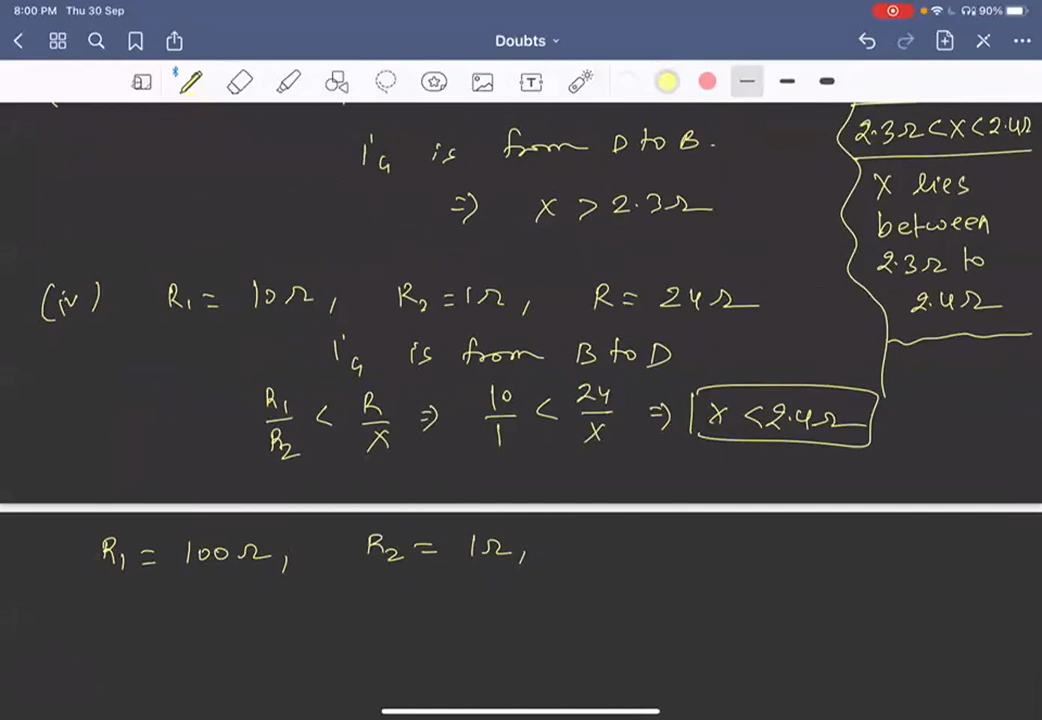 8:00 PM Thu 30 Sep
90%
Doubts
T
I'G is from D to B.
=) X > 2.3Ω
2.3Ω < X < 2.4Ω
X lies
between
2.3Ω to
2.4Ω
(iv) R1 = 10Ω, R2 = 1Ω, R = 24Ω
I'G is from B to D
R1/R2 < R/X =) 10/1 < 24/X =) X < 2.4Ω
R1 = 100Ω, R2 = 1Ω,